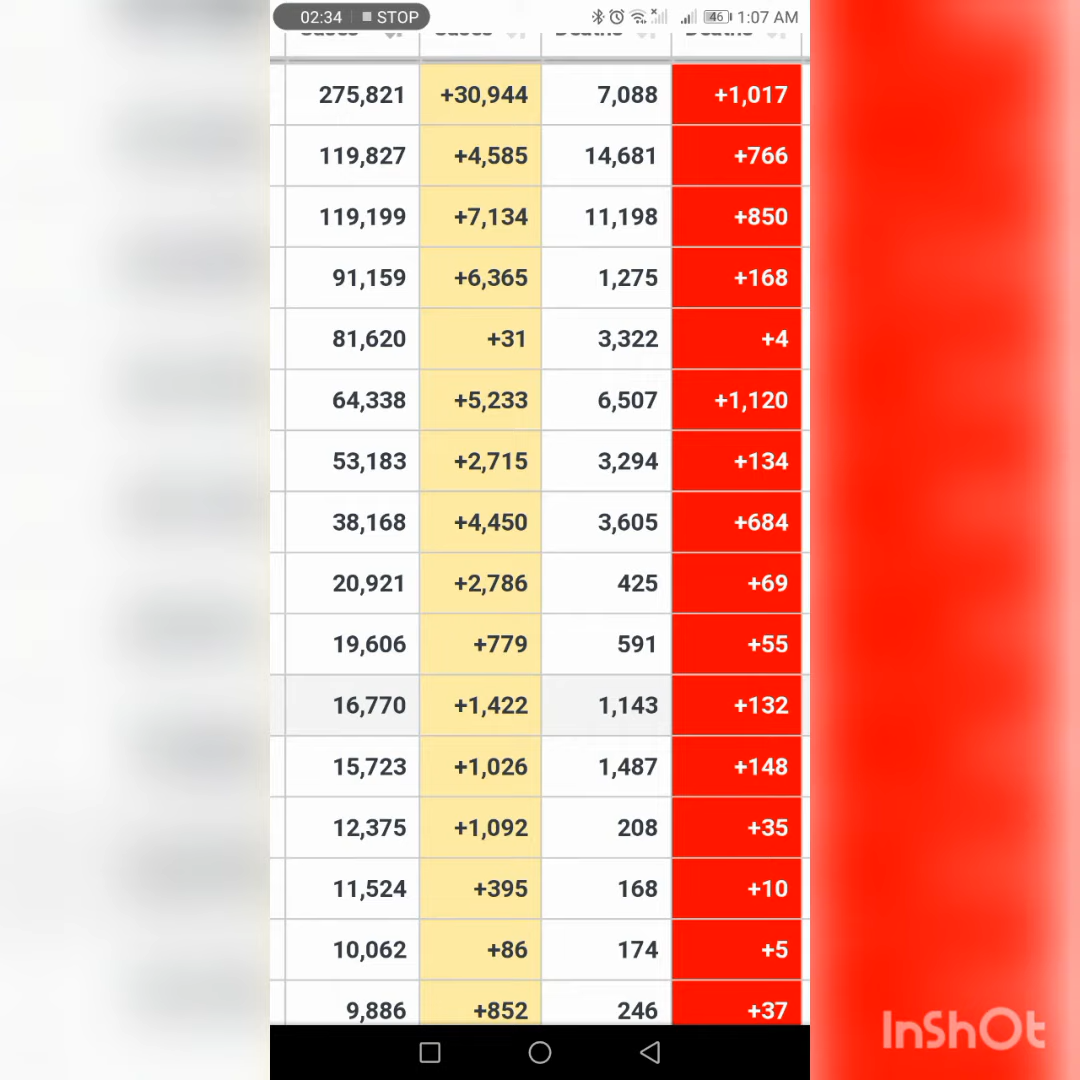 02:34 STOP 46 1:07 AM
Cases Cases Deaths Deaths
275,821 +30,944 7,088 +1,017
119,827 +4,585 14,681 +766
119,199 +7,134 11,198 +850
91,159 +6,365 1,275 +168
81,620 +31 3,322 +4
64,338 +5,233 6,507 +1,120
53,183 +2,715 3,294 +134
38,168 +4,450 3,605 +684
20,921 +2,786 425 +69
19,606 +779 591 +55
16,770 +1,422 1,143 +132
15,723 +1,026 1,487 +148
12,375 +1,092 208 +35
11,524 +395 168 +10
10,062 +86 174 +5
9,886 +852 246 +37
InShOt